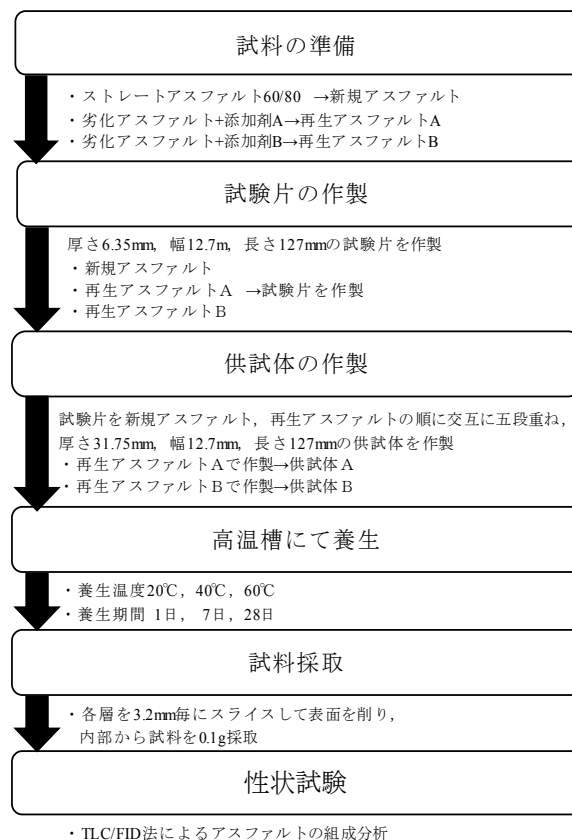 試料の準備
・ストレートアスファルト60/80 →新規アスファルト
・劣化アスファルト+添加剤A→再生アスファルトA
・劣化アスファルト+添加剤B→再生アスファルトB
試験片の作製
厚さ6.35mm, 幅12.7m, 長さ127mmの試験片を作製
・新規アスファルト
・再生アスファルトA →試験片を作製
・再生アスファルトB
供試体の作製
試験片を新規アスファルト, 再生アスファルトの順に交互に五段重ね,
厚さ31.75mm, 幅12.7mm, 長さ127mmの供試体を作製
・再生アスファルトAで作製→供試体A
・再生アスファルトBで作製→供試体B
高温槽にて養生
・養生温度20℃, 40℃, 60℃
・養生期間 1日, 7日, 28日
試料採取
・各層を3.2mm毎にスライスして表面を削り,
内部から試料を0.1g採取
性状試験
・TLC/FID法によるアスファルトの組成分析